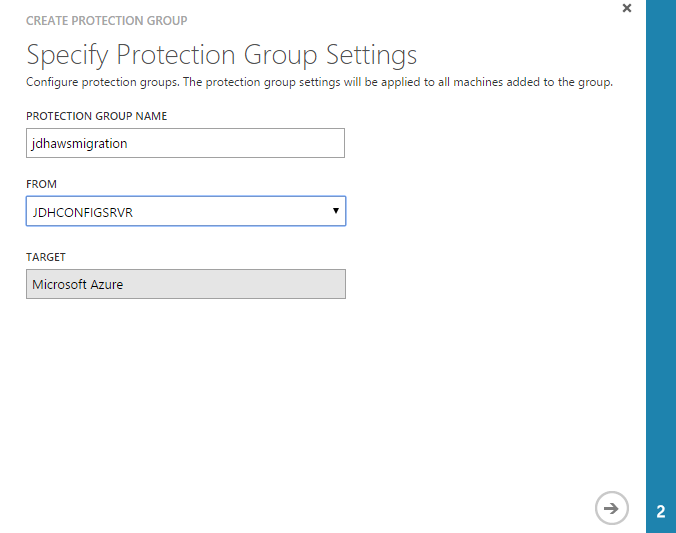 CREATE PROTECTION GROUP
Specify Protection Group Settings
Configure protection groups. The protection group settings will be applied to all machines added to the group.
PROTECTION GROUP NAME
jdhawsmigration
FROM
JDHCONFIGSRVR
TARGET
Microsoft Azure
2